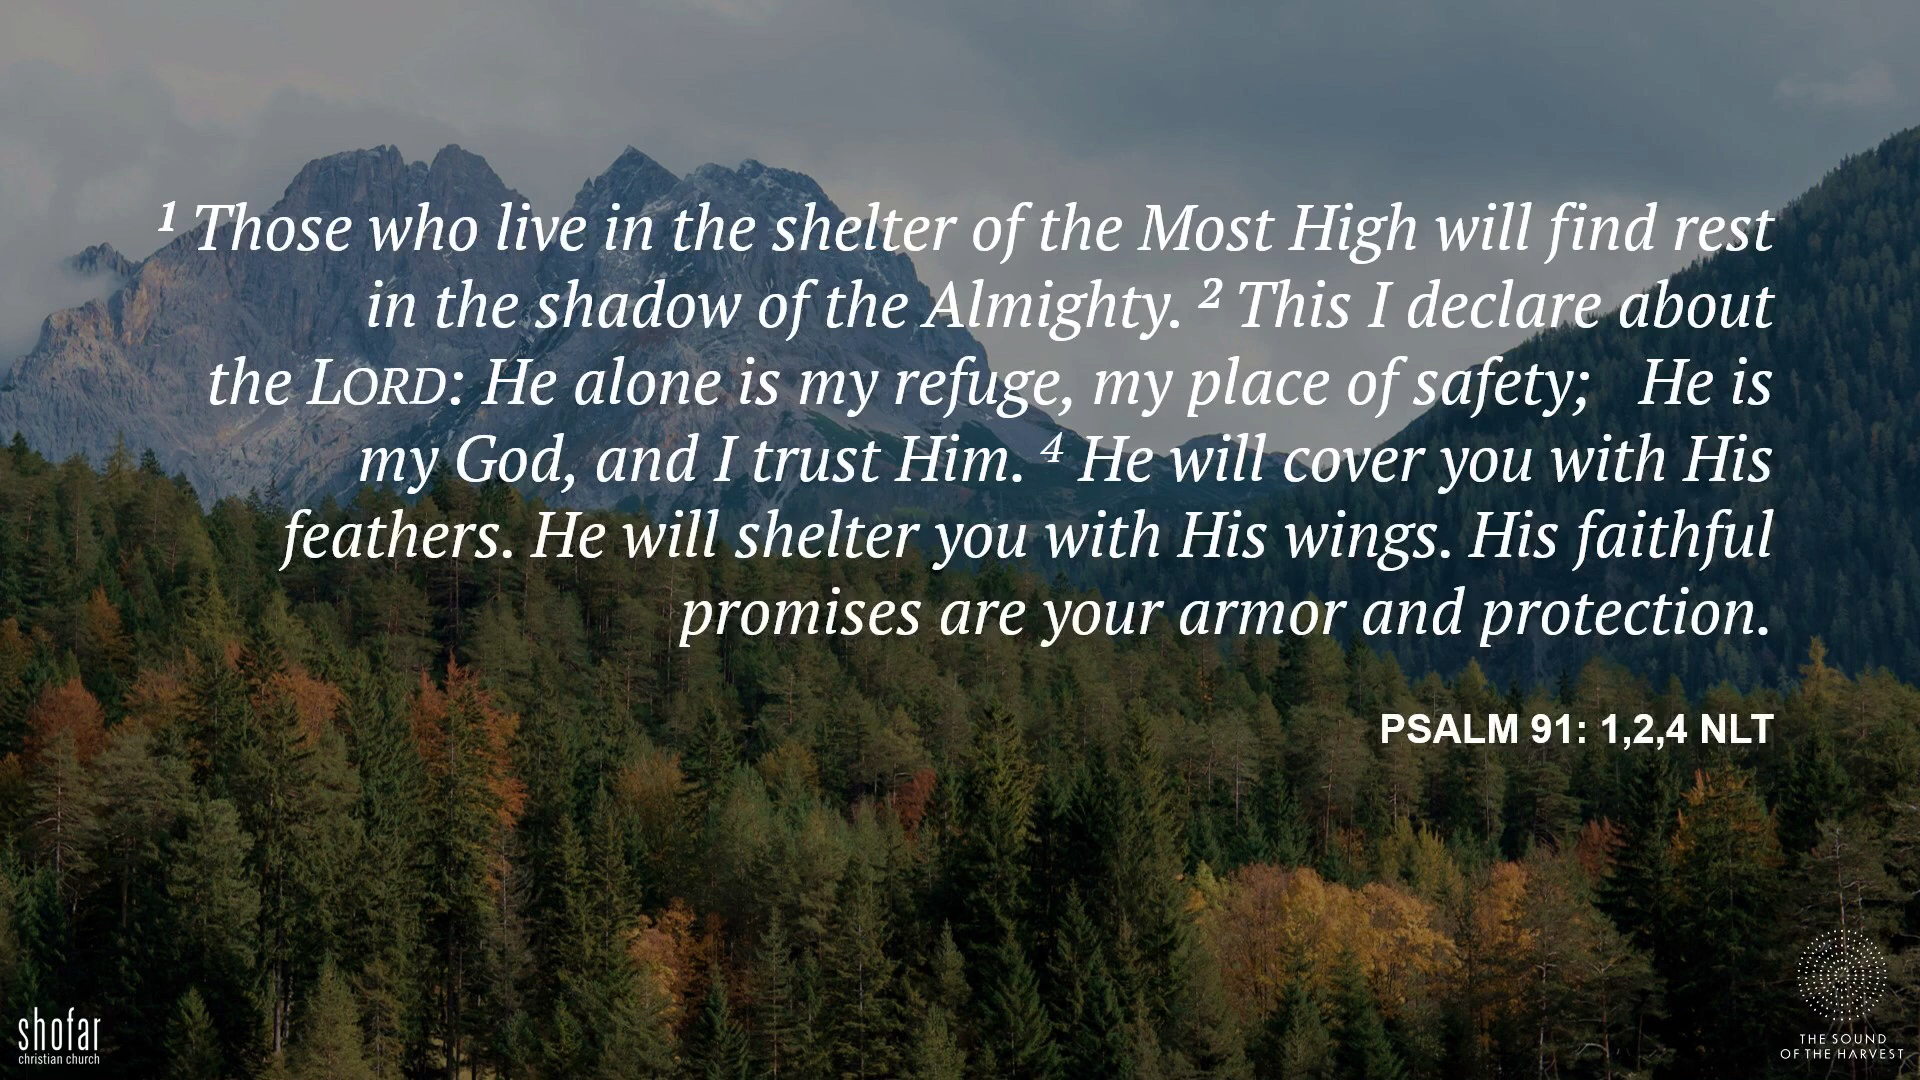 ¹ Those who live in the shelter of the Most High will find rest
in the shadow of the Almighty. ² This I declare about
the LORD: He alone is my refuge, my place of safety;   He is
my God, and I trust Him. ⁴ He will cover you with His
feathers. He will shelter you with His wings. His faithful
promises are your armor and protection.
PSALM 91: 1,2,4 NLT
shofar
christian church
THE SOUND
OF THE HARVEST